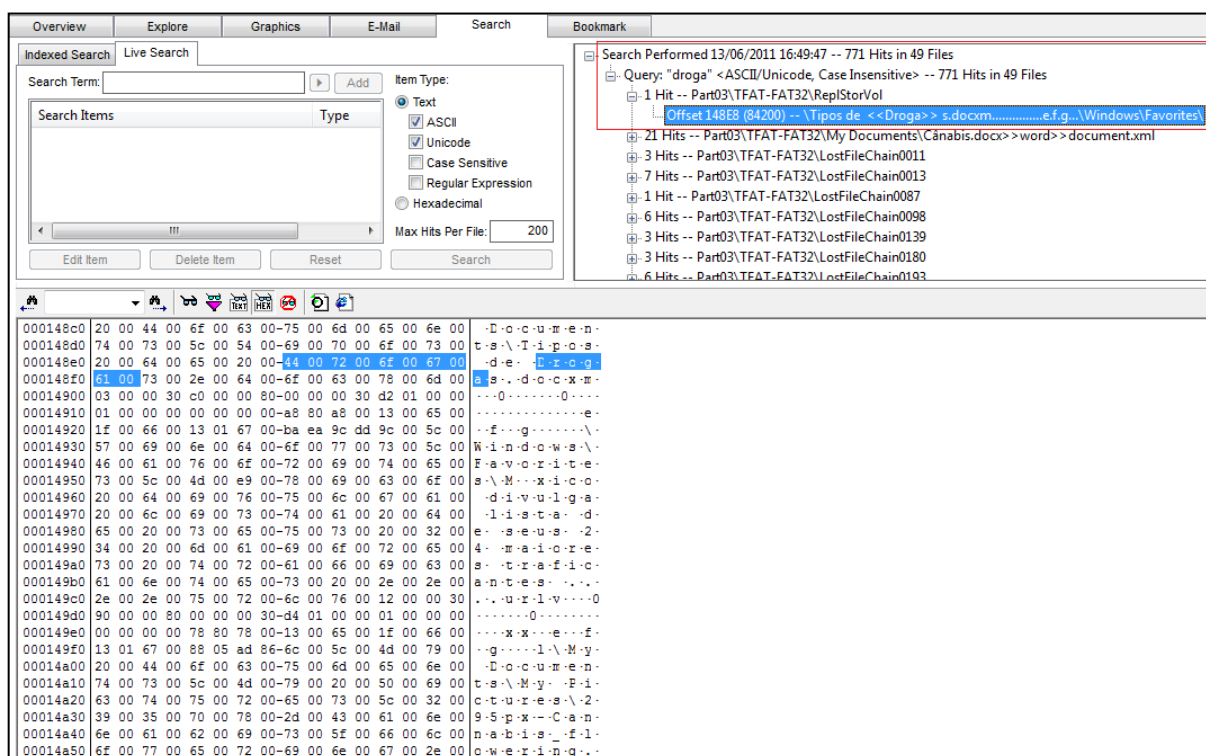 Overview Explore Graphics E-Mail Search Bookmark
Indexed Search Live Search
Search Term: Add
Search Items Type
Item Type:
Text
ASCII
Unicode
Case Sensitive
Regular Expression
Hexadecimal
Max Hits Per File: 200
Edit Item Delete Item Reset Search
Search Performed 13/06/2011 16:49:47 -- 771 Hits in 49 Files
Query: "droga" <ASCII/Unicode, Case Insensitive> -- 771 Hits in 49 Files
1 Hit -- Part03\TFAT-FAT32\ReplStorVol
Offset 148E8 (84200) -- \Tipos de <<Droga>> s.docxm..............e.f.g...\Windows\Favorites\
21 Hits -- Part03\TFAT-FAT32\My Documents\Cânabis.docx>>word>>document.xml
3 Hits -- Part03\TFAT-FAT32\LostFileChain0011
7 Hits -- Part03\TFAT-FAT32\LostFileChain0013
1 Hit -- Part03\TFAT-FAT32\LostFileChain0087
6 Hits -- Part03\TFAT-FAT32\LostFileChain0098
3 Hits -- Part03\TFAT-FAT32\LostFileChain0139
3 Hits -- Part03\TFAT-FAT32\LostFileChain0180
6 Hits -- Part03\TFAT-FAT32\LostFileChain0193
TEXT HEX
000148c0 20 00 44 00 6f 00 63 00-75 00 6d 00 65 00 6e 00 ·D·o·c·u·m·e·n·
000148d0 74 00 73 00 5c 00 54 00-69 00 70 00 6f 00 73 00 t·s·\·T·i·p·o·s·
000148e0 20 00 64 00 65 00 20 00-44 00 72 00 6f 00 67 00 ·d·e· ·D·r·o·g·
000148f0 61 00 73 00 2e 00 64 00-6f 00 63 00 78 00 6d 00 a·s·.·d·o·c·x·m·
00014900 03 00 00 30 c0 00 00 80-00 00 00 30 d2 01 00 00 ···0·······0····
00014910 01 00 00 00 00 00 00 00-a8 80 a8 00 13 00 65 00 ··············e·
00014920 1f 00 66 00 13 01 67 00-ba ea 9c dd 9c 00 5c 00 ··f···g·······\·
00014930 57 00 69 00 6e 00 64 00-6f 00 77 00 73 00 5c 00 W·i·n·d·o·w·s·\·
00014940 46 00 61 00 76 00 6f 00-72 00 69 00 74 00 65 00 F·a·v·o·r·i·t·e·
00014950 73 00 5c 00 4d 00 e9 00-78 00 69 00 63 00 6f 00 s·\·M···x·i·c·o·
00014960 20 00 64 00 69 00 76 00-75 00 6c 00 67 00 61 00 ·d·i·v·u·l·g·a·
00014970 20 00 6c 00 69 00 73 00-74 00 61 00 20 00 64 00 ·l·i·s·t·a· ·d·
00014980 65 00 20 00 73 00 65 00-75 00 73 00 20 00 32 00 e· ·s·e·u·s· ·2·
00014990 34 00 20 00 6d 00 61 00-69 00 6f 00 72 00 65 00 4· ·m·a·i·o·r·e·
000149a0 73 00 20 00 74 00 72 00-61 00 66 00 69 00 63 00 s· ·t·r·a·f·i·c·
000149b0 61 00 6e 00 74 00 65 00-73 00 20 00 2e 00 2e 00 a·n·t·e·s· ·.·.·
000149c0 2e 00 2e 00 75 00 72 00-6c 00 76 00 12 00 00 30 .·.·u·r·l·v····0
000149d0 90 00 00 80 00 00 00 30-d4 01 00 00 01 00 00 00 ·······0········
000149e0 00 00 00 00 78 80 78 00-13 00 65 00 1f 00 66 00 ····x·x···e···f·
000149f0 13 01 67 00 88 05 ad 86-6c 00 5c 00 4d 00 79 00 ··g·····l·\·M·y·
00014a00 20 00 44 00 6f 00 63 00-75 00 6d 00 65 00 6e 00 ·D·o·c·u·m·e·n·
00014a10 74 00 73 00 5c 00 4d 00-79 00 20 00 50 00 69 00 t·s·\·M·y· ·P·i·
00014a20 63 00 74 00 75 00 72 00-65 00 73 00 5c 00 32 00 c·t·u·r·e·s·\·2·
00014a30 39 00 35 00 70 00 78 00-2d 00 43 00 61 00 6e 00 9·5·p·x·-·C·a·n·
00014a40 6e 00 61 00 62 00 69 00-73 00 5f 00 66 00 6c 00 n·a·b·i·s·_·f·l·
00014a50 6f 00 77 00 65 00 72 00-69 00 6e 00 67 00 2e 00 o·w·e·r·i·n·g·.·